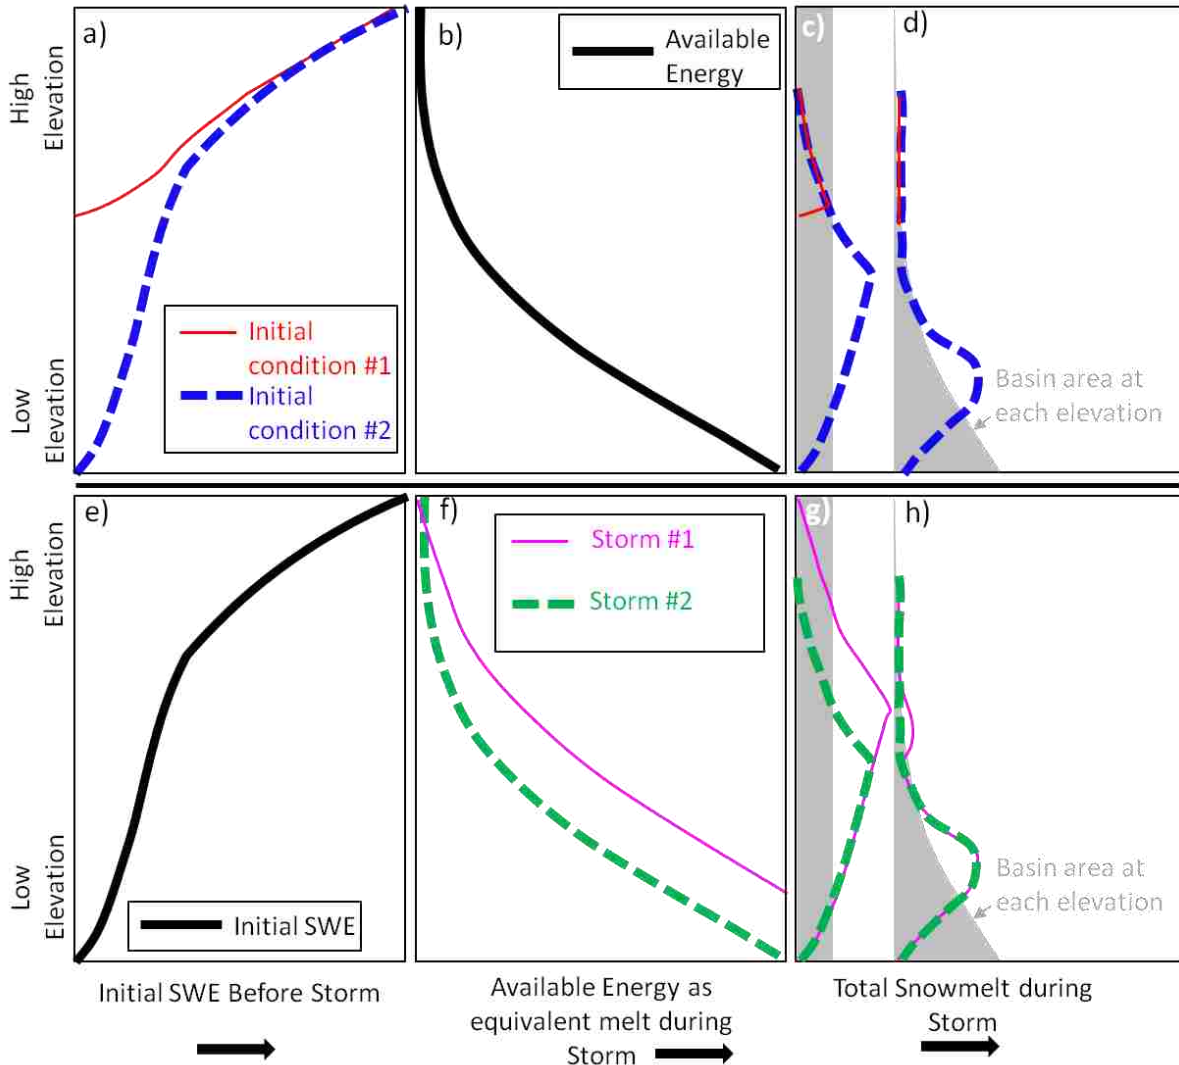 a)
High
Elevation
Low
Elevation
Initial
condition #1
Initial
condition #2
b)
Available
Energy
c)
d)
Basin area at
each elevation
e)
High
Elevation
Low
Elevation
Initial SWE
f)
Storm #1
Storm #2
g)
h)
Basin area at
each elevation
Initial SWE Before Storm
Available Energy as
equivalent melt during
Storm
Total Snowmelt during
Storm